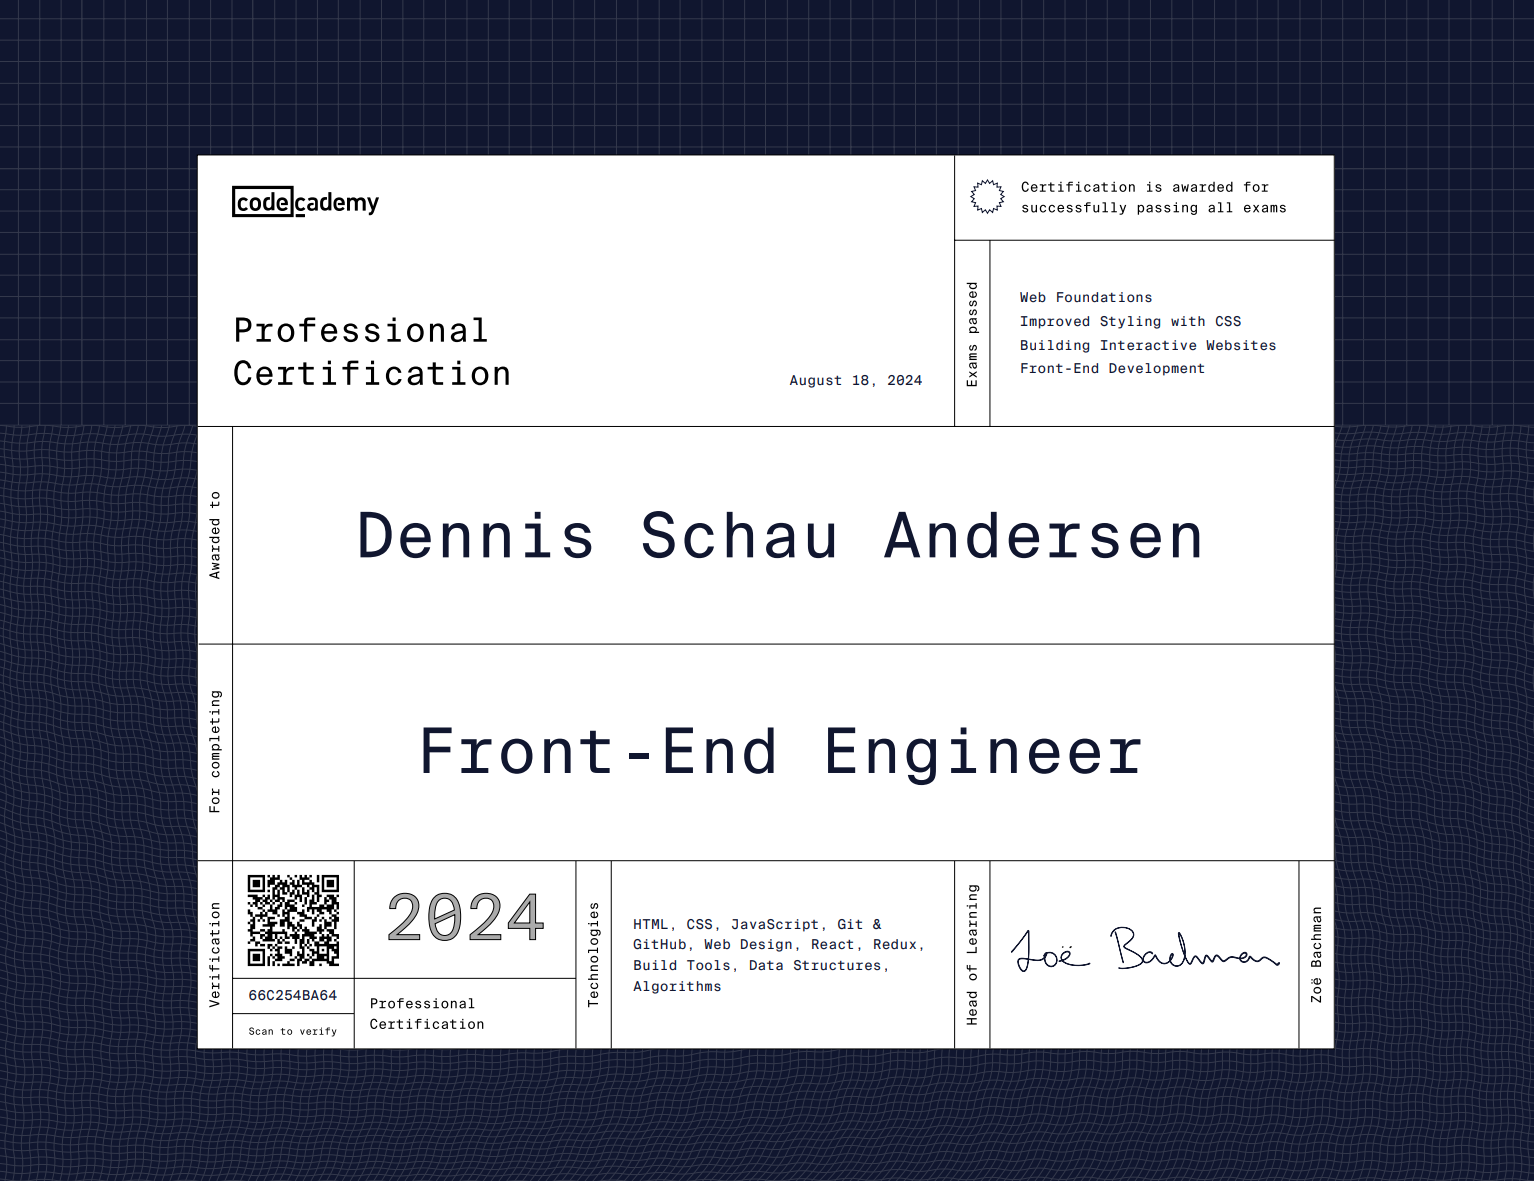 codecademy
Professional
Certification
August 18, 2024
Certification is awarded for
successfully passing all exams
Exams passed
Web Foundations
Improved Styling with CSS
Building Interactive Websites
Front-End Development
Awarded to
Dennis Schau Andersen
For completing
Front-End Engineer
Verification
66C254BA64
Scan to verify
2024
Professional
Certification
Technologies
HTML, CSS, JavaScript, Git &
GitHub, Web Design, React, Redux,
Build Tools, Data Structures,
Algorithms
Head of Learning
Zoë Bachman
Zoë Bachman